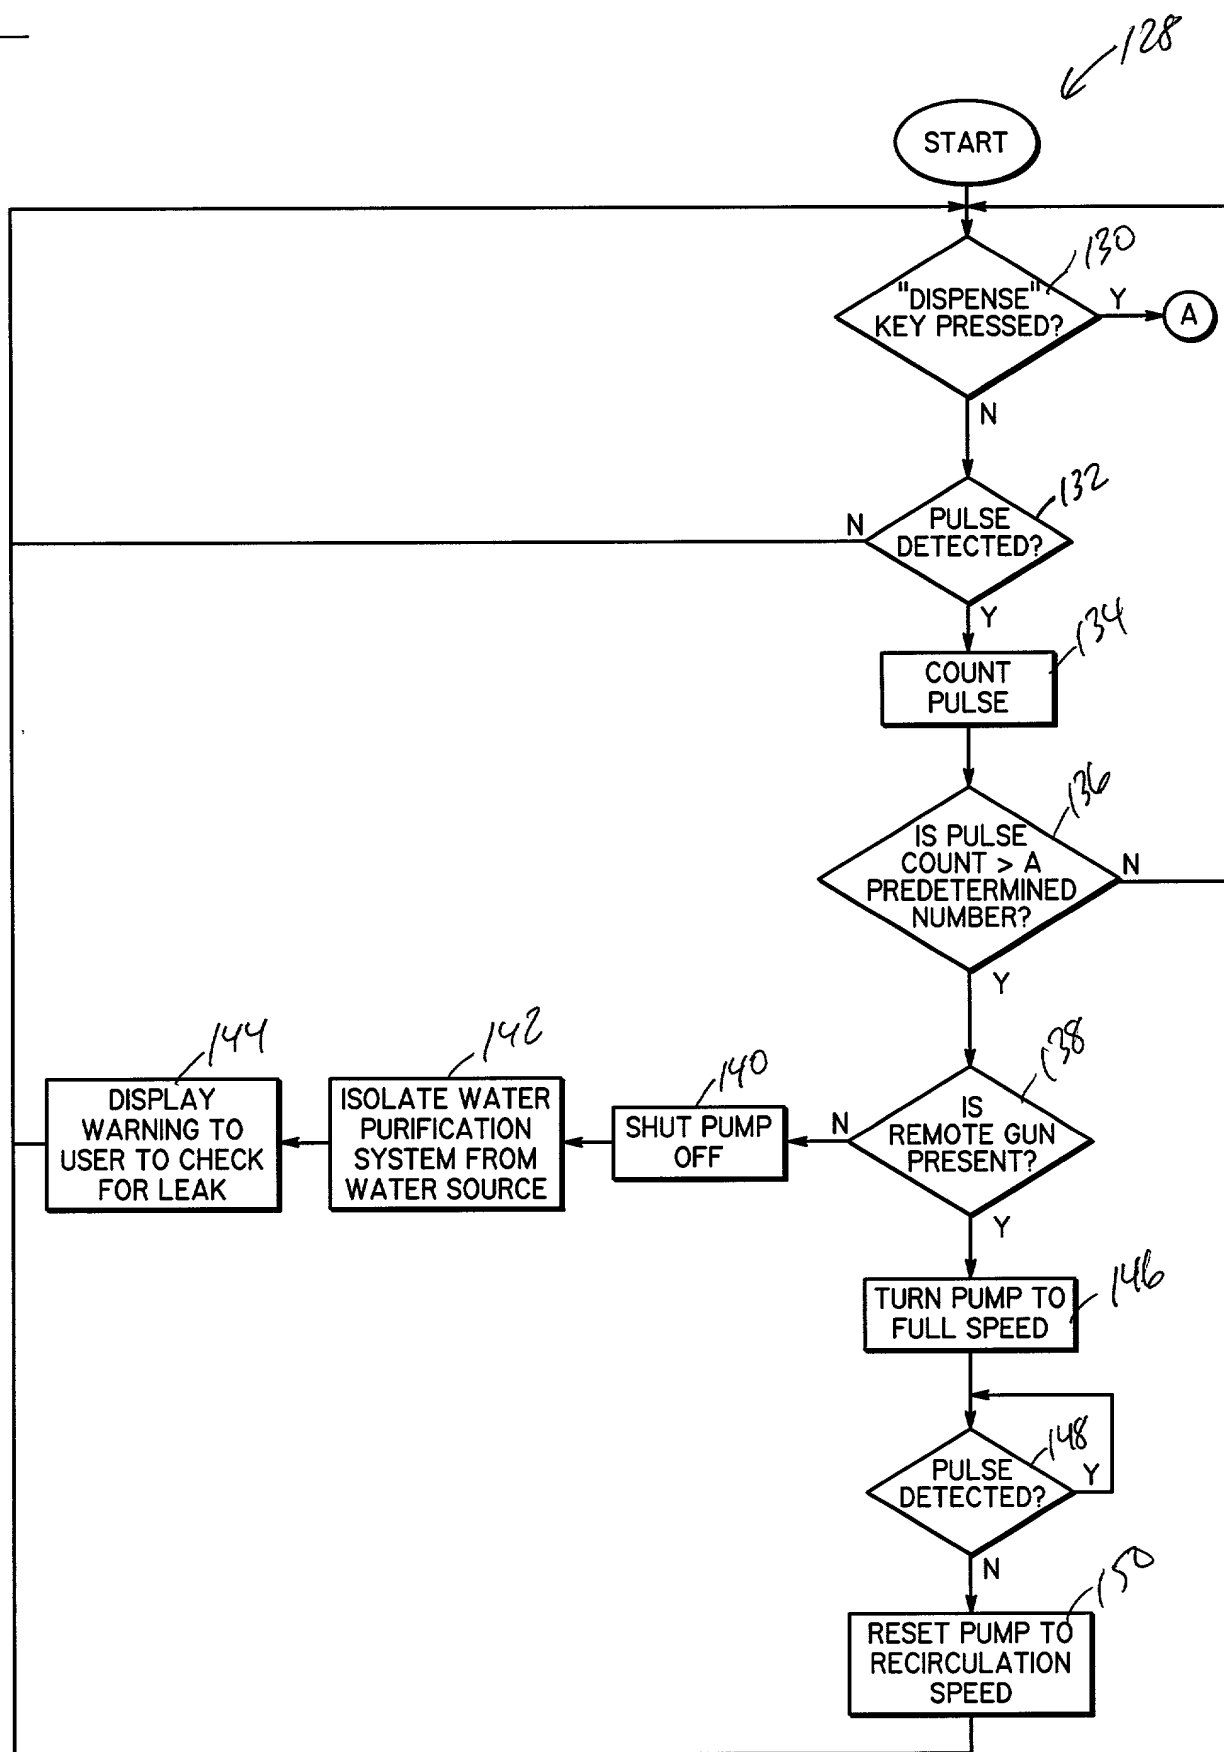 128
START
130
"DISPENSE"
KEY PRESSED?
Y
A
N
132
N
PULSE
DETECTED?
Y
134
COUNT
PULSE
136
IS PULSE
COUNT > A
PREDETERMINED
NUMBER?
N
Y
144
142
140
138
DISPLAY
WARNING TO
USER TO CHECK
FOR LEAK
ISOLATE WATER
PURIFICATION
SYSTEM FROM
WATER SOURCE
SHUT PUMP
OFF
N
IS
REMOTE GUN
PRESENT?
Y
146
TURN PUMP TO
FULL SPEED
148
PULSE
DETECTED?
Y
N
150
RESET PUMP TO
RECIRCULATION
SPEED